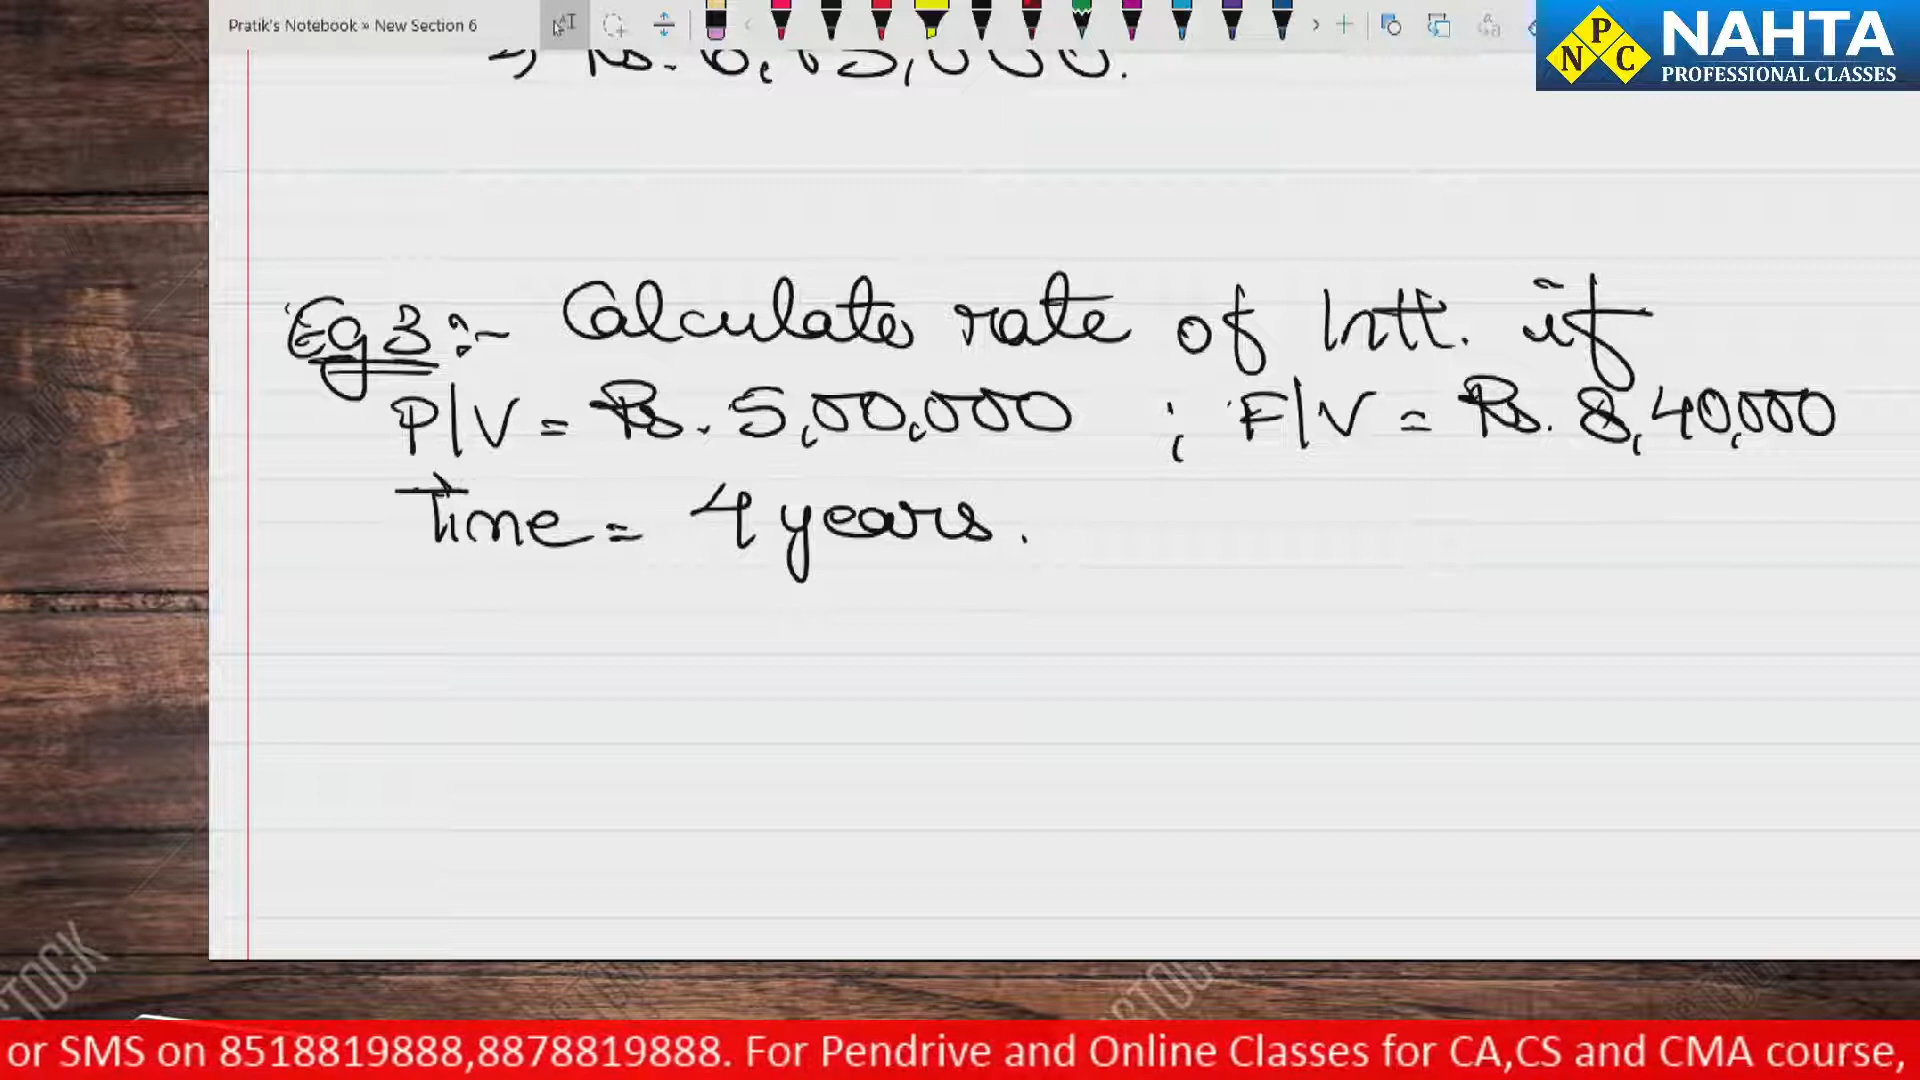 Pratik's Notebook » New Section 6
NPC NAHTA
PROFESSIONAL CLASSES
Eg 3 :- Calculate rate of Intt. if
P/V = Rs. 5,00,000 ; F/V = Rs. 8,40,000
Time = 4 years.
STOCK
or SMS on 8518819888,8878819888. For Pendrive and Online Classes for CA,CS and CMA course,